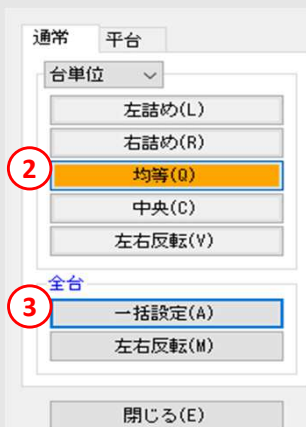 通常 平台
台単位
左詰め(L)
右詰め(R)
② 均等(Q)
中央(C)
左右反転(V)
全台
③ 一括設定(A)
左右反転(M)
閉じる(E)